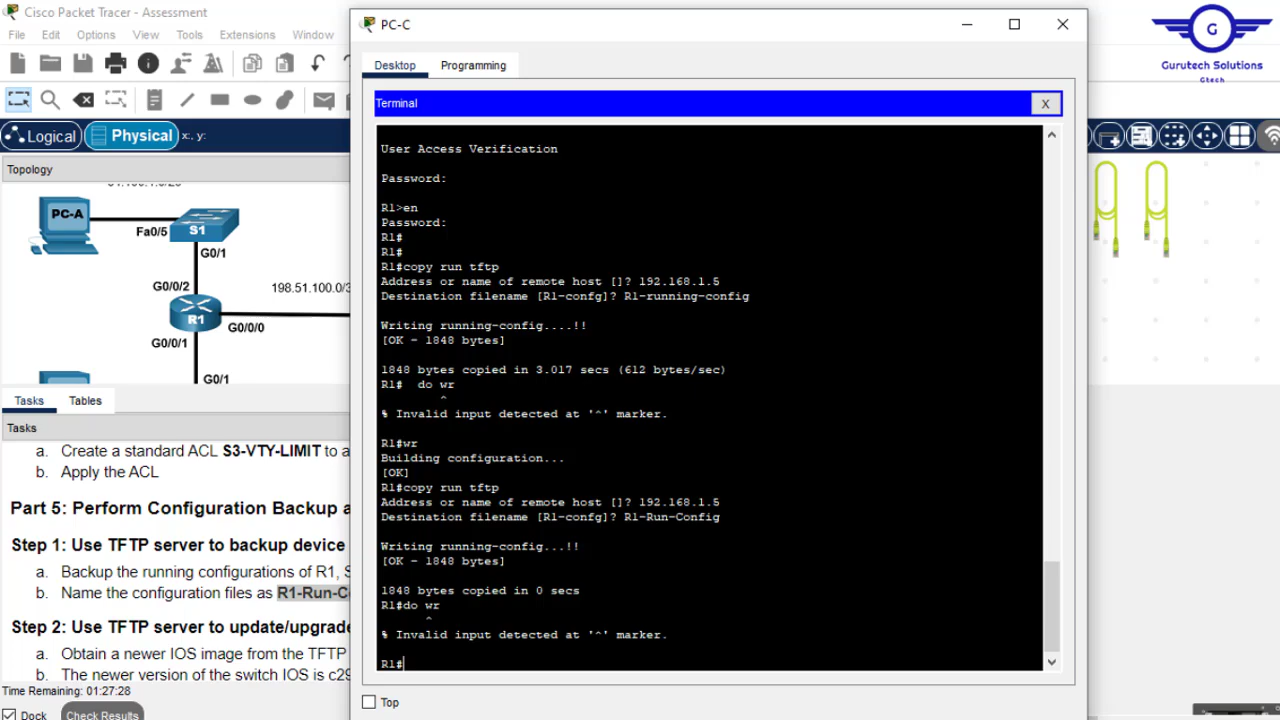 Cisco Packet Tracer - Assessment
File Edit Options View Tools Extensions Window
Logical Physical x:, y:
Topology
PC-A
S1
Fa0/5
G0/1
G0/0/2
198.51.100.0/3
R1
G0/0/0
G0/0/1
G0/1
Tasks Tables
Tasks
a. Create a standard ACL S3-VTY-LIMIT to a
b. Apply the ACL
Part 5: Perform Configuration Backup a
Step 1: Use TFTP server to backup device
a. Backup the running configurations of R1, S
b. Name the configuration files as R1-Run-C
Step 2: Use TFTP server to update/upgrade
a. Obtain a newer IOS image from the TFTP
b. The newer version of the switch IOS is c29
Time Remaining: 01:27:28
Dock Check Results
PC-C
Desktop Programming
Terminal
X
User Access Verification
Password:
R1>en
Password:
R1#
R1#
R1#copy run tftp
Address or name of remote host []? 192.168.1.5
Destination filename [R1-confg]? R1-running-config
Writing running-config....!!
[OK - 1848 bytes]
1848 bytes copied in 3.017 secs (612 bytes/sec)
R1#  do wr
^
% Invalid input detected at '^' marker.
R1#wr
Building configuration...
[OK]
R1#copy run tftp
Address or name of remote host []? 192.168.1.5
Destination filename [R1-confg]? R1-Run-Config
Writing running-config...!!
[OK - 1848 bytes]
1848 bytes copied in 0 secs
R1#do wr
^
% Invalid input detected at '^' marker.
R1#
Top
G
Gurutech Solutions
Gtech